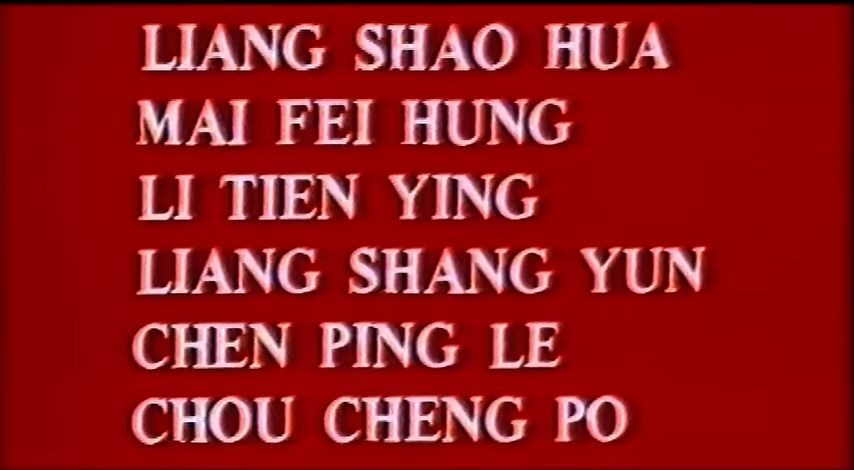 LIANG SHAO HUA
MAI FEI HUNG
LI TIEN YING
LIANG SHANG YUN
CHEN PING LE
CHOU CHENG PO